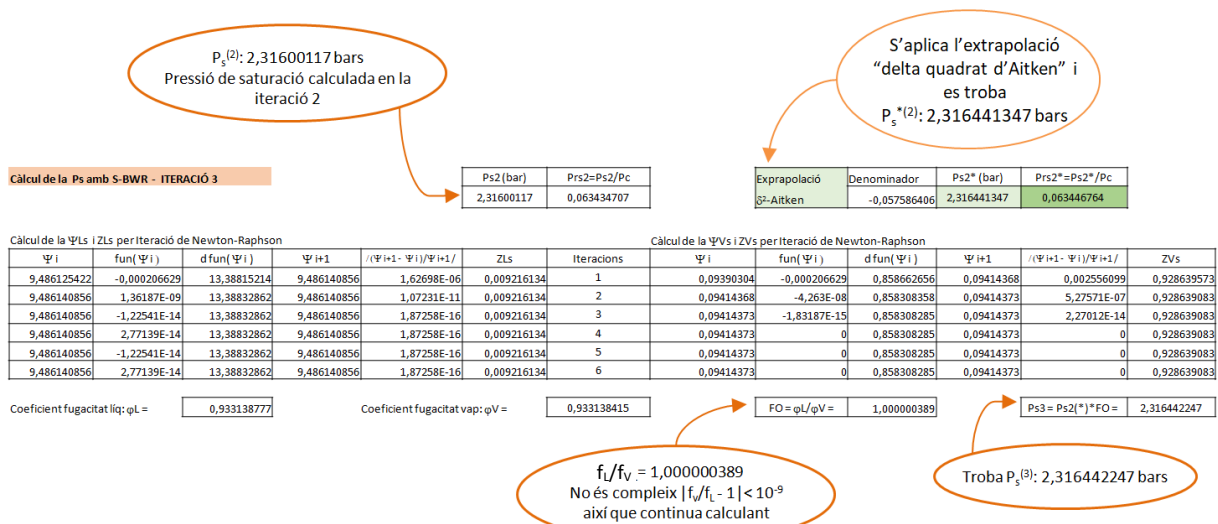 P_s^(2): 2,31600117 bars
Pressió de saturació calculada en la
iteració 2
S’aplica l’extrapolació
“delta quadrat d’Aitken” i
es troba
P_s^*(2): 2,316441347 bars
Càlcul de la Ps amb S-BWR - ITERACIÓ 3
Ps2 (bar) Prs2=Ps2/Pc
2,31600117 0,063434707
Exprapolació Denominador Ps2* (bar) Prs2*=Ps2*/Pc
δ²-Aitken -0,057586406 2,316441347 0,063446764
Càlcul de la ΨLs i ZLs per Iteració de Newton-Raphson Càlcul de la ΨVs i ZVs per Iteració de Newton-Raphson
Ψ i fun(Ψ i) d fun(Ψ i) Ψ i+1 /(Ψ i+1 - Ψ i)/Ψ i+1/ ZLs Iteracions Ψ i fun(Ψ i) d fun(Ψ i) Ψ i+1 /(Ψ i+1 - Ψ i)/Ψ i+1/ ZVs
9,486125422 -0,000206629 13,38815214 9,486140856 1,62698E-06 0,009216134 1 0,09390304 -0,000206629 0,858662656 0,09414368 0,002556099 0,928639573
9,486140856 1,36187E-09 13,38832862 9,486140856 1,07231E-11 0,009216134 2 0,09414368 -4,263E-08 0,858308358 0,09414373 5,27571E-07 0,928639083
9,486140856 -1,22541E-14 13,38832862 9,486140856 1,87258E-16 0,009216134 3 0,09414373 -1,83187E-15 0,858308285 0,09414373 2,27012E-14 0,928639083
9,486140856 2,77139E-14 13,38832862 9,486140856 1,87258E-16 0,009216134 4 0,09414373 0 0,858308285 0,09414373 0 0,928639083
9,486140856 -1,22541E-14 13,38832862 9,486140856 1,87258E-16 0,009216134 5 0,09414373 0 0,858308285 0,09414373 0 0,928639083
9,486140856 2,77139E-14 13,38832862 9,486140856 1,87258E-16 0,009216134 6 0,09414373 0 0,858308285 0,09414373 0 0,928639083
Coeficient fugacitat líq: φL = 0,933138777 Coeficient fugacitat vap: φV = 0,933138415 FO = φL/φV = 1,000000389 Ps3 = Ps2(*)*FO = 2,316442247
f_L/f_V .= 1,000000389
No és compleix |f_v/f_L - 1| < 10^-9
així que continua calculant
Troba P_s^(3): 2,316442247 bars